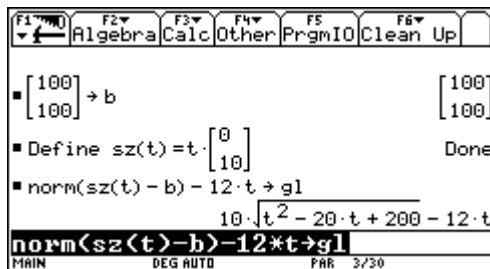 F1 F2 Algebra F3 Calc F4 Other F5 PrgmIO F6 Clean Up
▪[100 100] → b [100 100]
▪Define sz(t)=t·[0 10] Done
▪norm(sz(t) - b) - 12·t → gl
10·√t² - 20·t + 200 - 12·t
norm(sz(t)-b)-12*t→gl
MAIN DEG AUTO PAR 3/30